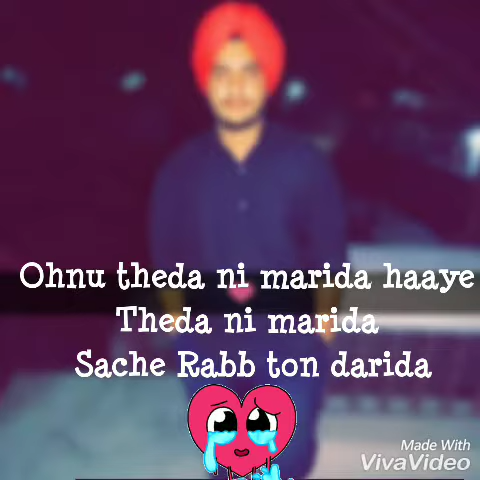 Ohnu theda ni marida haaye
Theda ni marida
Sache Rabb ton darida
Made With
VivaVideo